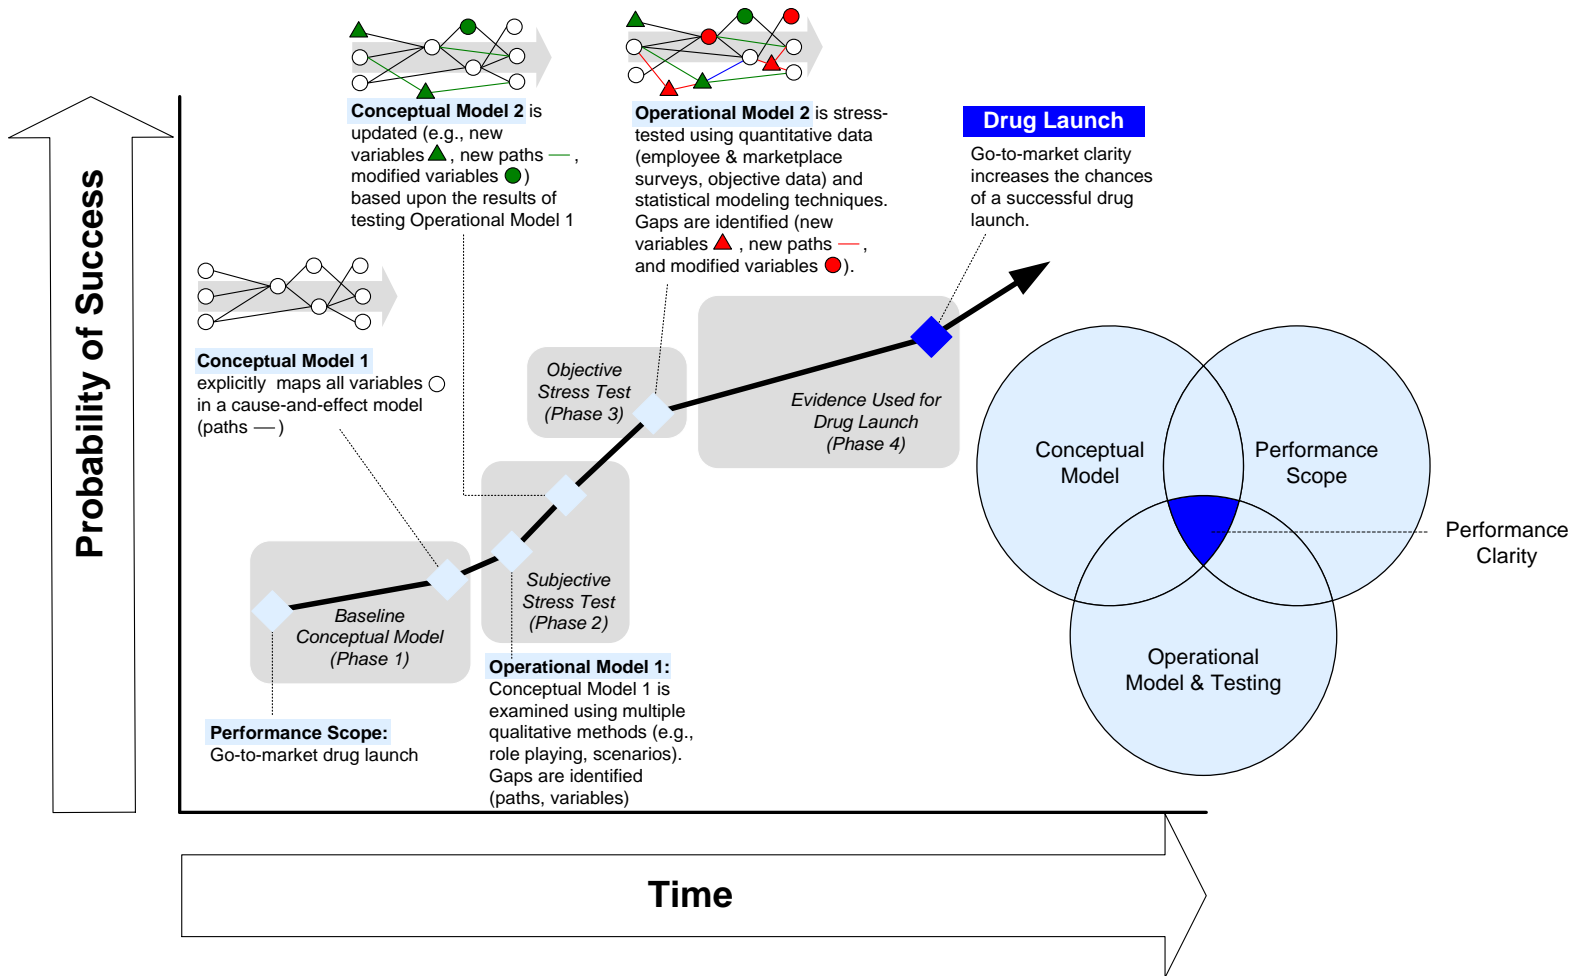 Probability of Success
Conceptual Model 2 is
updated (e.g., new
variables , new paths ,
modified variables )
based upon the results of
testing Operational Model 1
Operational Model 2 is stress-
tested using quantitative data
(employee & marketplace
surveys, objective data) and
statistical modeling techniques.
Gaps are identified (new
variables , new paths ,
and modified variables ).
Drug Launch
Go-to-market clarity
increases the chances
of a successful drug
launch.
Conceptual Model 1
explicitly maps all variables
in a cause-and-effect model
(paths )
Objective
Stress Test
(Phase 3)
Evidence Used for
Drug Launch
(Phase 4)
Baseline
Conceptual Model
(Phase 1)
Subjective
Stress Test
(Phase 2)
Performance Scope:
Go-to-market drug launch
Operational Model 1:
Conceptual Model 1 is
examined using multiple
qualitative methods (e.g.,
role playing, scenarios).
Gaps are identified
(paths, variables)
Conceptual
Model
Performance
Scope
Operational
Model & Testing
Performance
Clarity
Time